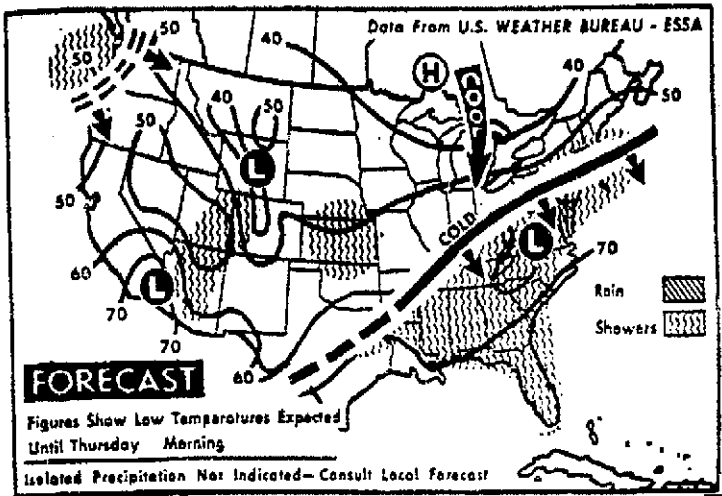 Data From U.S. WEATHER BUREAU - ESSA
50
50
40
H
COOL
40
50
40
50
50
L
50
COLD
L
70
60
L
70
70
60
Rain
Showers
FORECAST
Figures Show Low Temperatures Expected
Until Thursday Morning
Isolated Precipitation Not Indicated— Consult Local Forecast